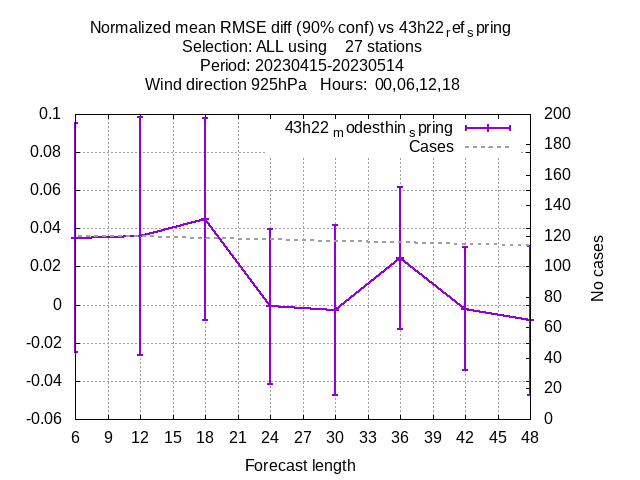 Normalized mean RMSE diff (90% conf) vs 43h22refspring
Selection: ALL using 27 stations
Period: 20230415-20230514
Wind direction 925hPa Hours: 00,06,12,18
43h22modesthinspring
Cases
0.1
0.08
0.06
0.04
0.02
0
-0.02
-0.04
-0.06
200
180
160
140
120
100
80
60
40
20
0
No cases
6 9 12 15 18 21 24 27 30 33 36 39 42 45 48
Forecast length